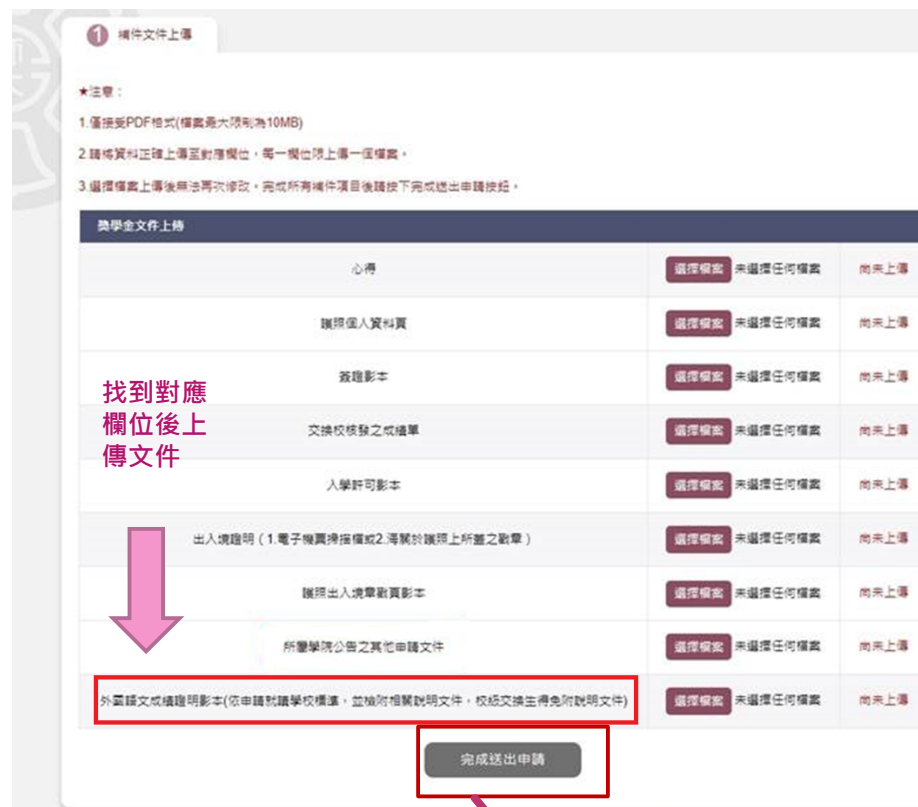 1 補件文件上傳
★注意：
1.僅接受PDF格式(檔案最大限制為10MB)
2.請將資料正確上傳至對應欄位，每一欄位限上傳一個檔案。
3.選擇檔案上傳後無法再次修改，完成所有補件項目後請按下完成送出申請按鈕。
獎學金文件上傳
心得 選擇檔案 未選擇任何檔案 尚未上傳
護照個人資料頁 選擇檔案 未選擇任何檔案 尚未上傳
簽證影本 選擇檔案 未選擇任何檔案 尚未上傳
找到對應
欄位後上
傳文件
交換校核發之成績單 選擇檔案 未選擇任何檔案 尚未上傳
入學許可影本 選擇檔案 未選擇任何檔案 尚未上傳
出入境證明（1.電子機票掃描檔或2.海關於護照上所蓋之戳章） 選擇檔案 未選擇任何檔案 尚未上傳
護照出入境章戳頁影本 選擇檔案 未選擇任何檔案 尚未上傳
所屬學院公告之其他申請文件 選擇檔案 未選擇任何檔案 尚未上傳
外國語文成績證明影本(依申請就讀學校標準，並檢附相關說明文件，校級交換生得免附說明文件) 選擇檔案 未選擇任何檔案 尚未上傳
完成送出申請